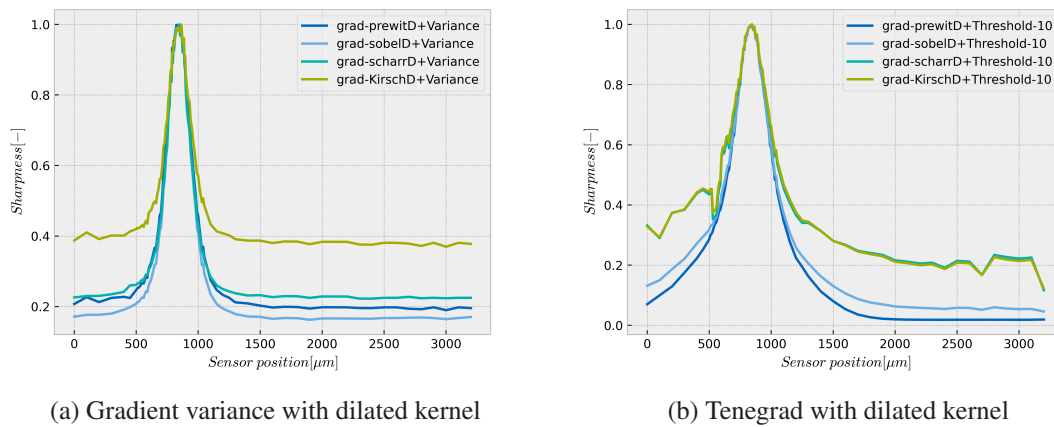 1.0
0.8
0.6
0.4
0.2
Sharpness[−]
0 500 1000 1500 2000 2500 3000
Sensor position[μm]
grad-prewitD+Variance
grad-sobelD+Variance
grad-scharrD+Variance
grad-KirschD+Variance
(a) Gradient variance with dilated kernel
1.0
0.8
0.6
0.4
0.2
0.0
Sharpness[−]
0 500 1000 1500 2000 2500 3000
Sensor position[μm]
grad-prewitD+Threshold-10
grad-sobelD+Threshold-10
grad-scharrD+Threshold-10
grad-KirschD+Threshold-10
(b) Tenegrad with dilated kernel